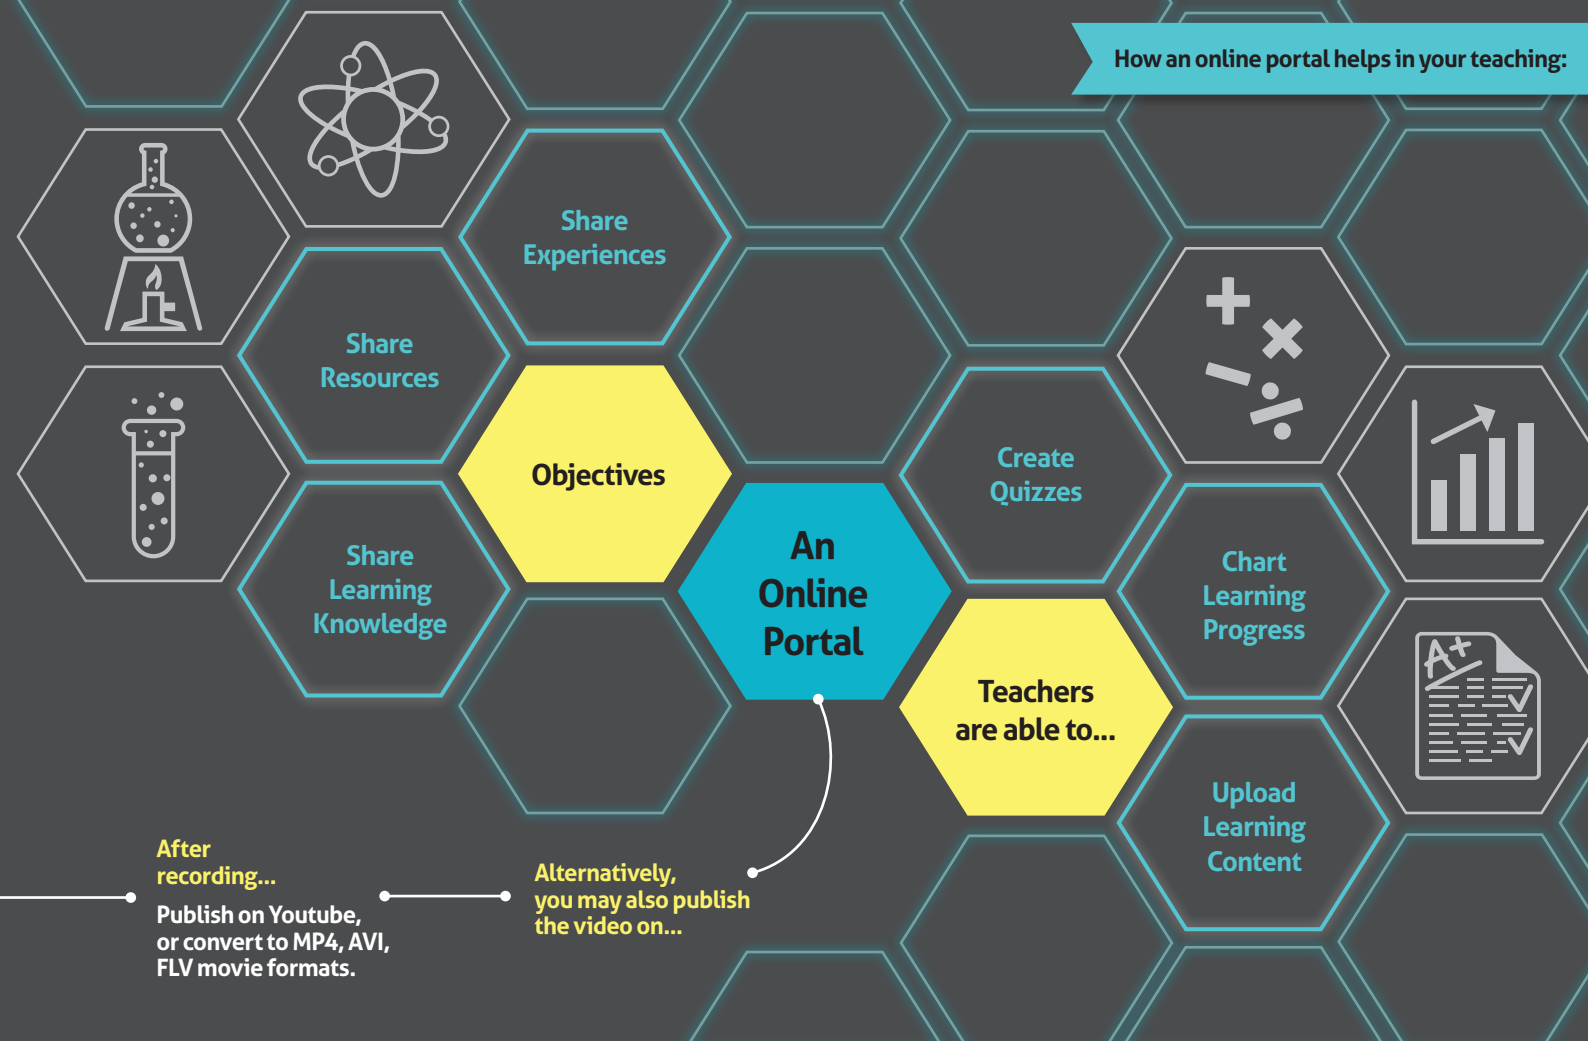 How an online portal helps in your teaching:
Share
Experiences
Share
Resources
Objectives
Share
Learning
Knowledge
An
Online
Portal
Create
Quizzes
Chart
Learning
Progress
Teachers
are able to...
Upload
Learning
Content
A+
After
recording...
Publish on Youtube,
or convert to MP4, AVI,
FLV movie formats.
Alternatively,
you may also publish
the video on...